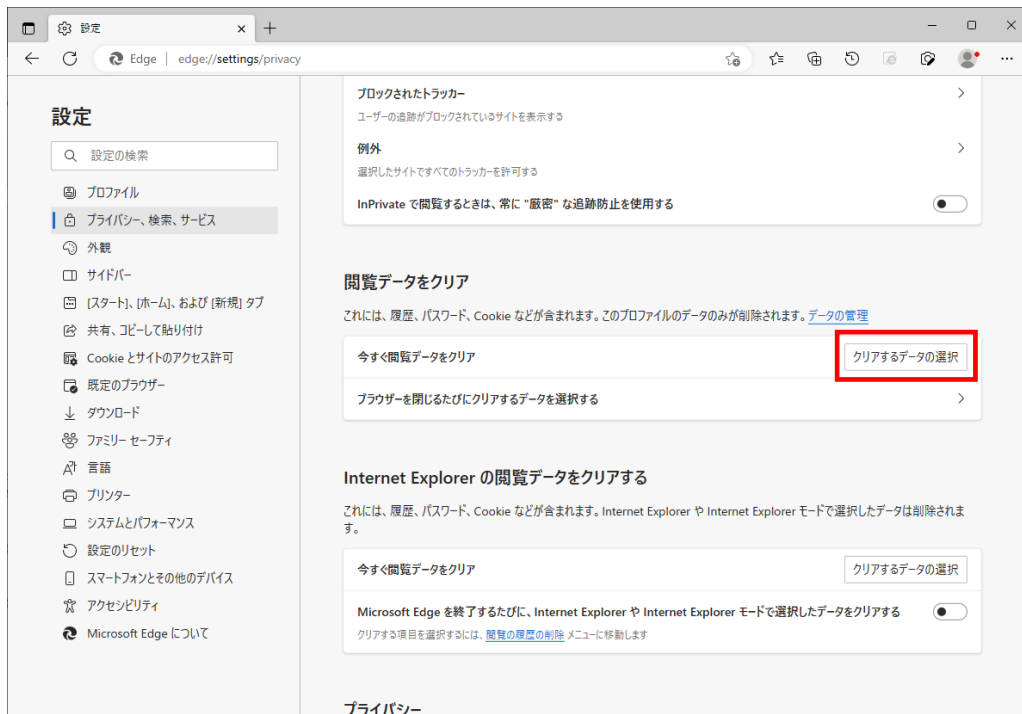 設定
Edge | edge://settings/privacy
設定
設定の検索
プロファイル
プライバシー、検索、サービス
外観
サイドバー
[スタート]、[ホーム]、および [新規] タブ
共有、コピーして貼り付け
Cookie とサイトのアクセス許可
既定のブラウザー
ダウンロード
ファミリー セーフティ
言語
プリンター
システムとパフォーマンス
設定のリセット
スマートフォンとその他のデバイス
アクセシビリティ
Microsoft Edge について
ブロックされたトラッカー
ユーザーの追跡がブロックされているサイトを表示する
例外
選択したサイトですべてのトラッカーを許可する
InPrivate で閲覧するときは、常に "厳密" な追跡防止を使用する
閲覧データをクリア
これには、履歴、パスワード、Cookie などが含まれます。このプロファイルのデータのみが削除されます。データの管理
今すぐ閲覧データをクリア
クリアするデータの選択
ブラウザーを閉じるたびにクリアするデータを選択する
Internet Explorer の閲覧データをクリアする
これには、履歴、パスワード、Cookie などが含まれます。Internet Explorer や Internet Explorer モードで選択したデータは削除されま
す。
今すぐ閲覧データをクリア
クリアするデータの選択
Microsoft Edge を終了するたびに、Internet Explorer や Internet Explorer モードで選択したデータをクリアする
クリアする項目を選択するには、閲覧の履歴の削除 メニューに移動します
プライバシー